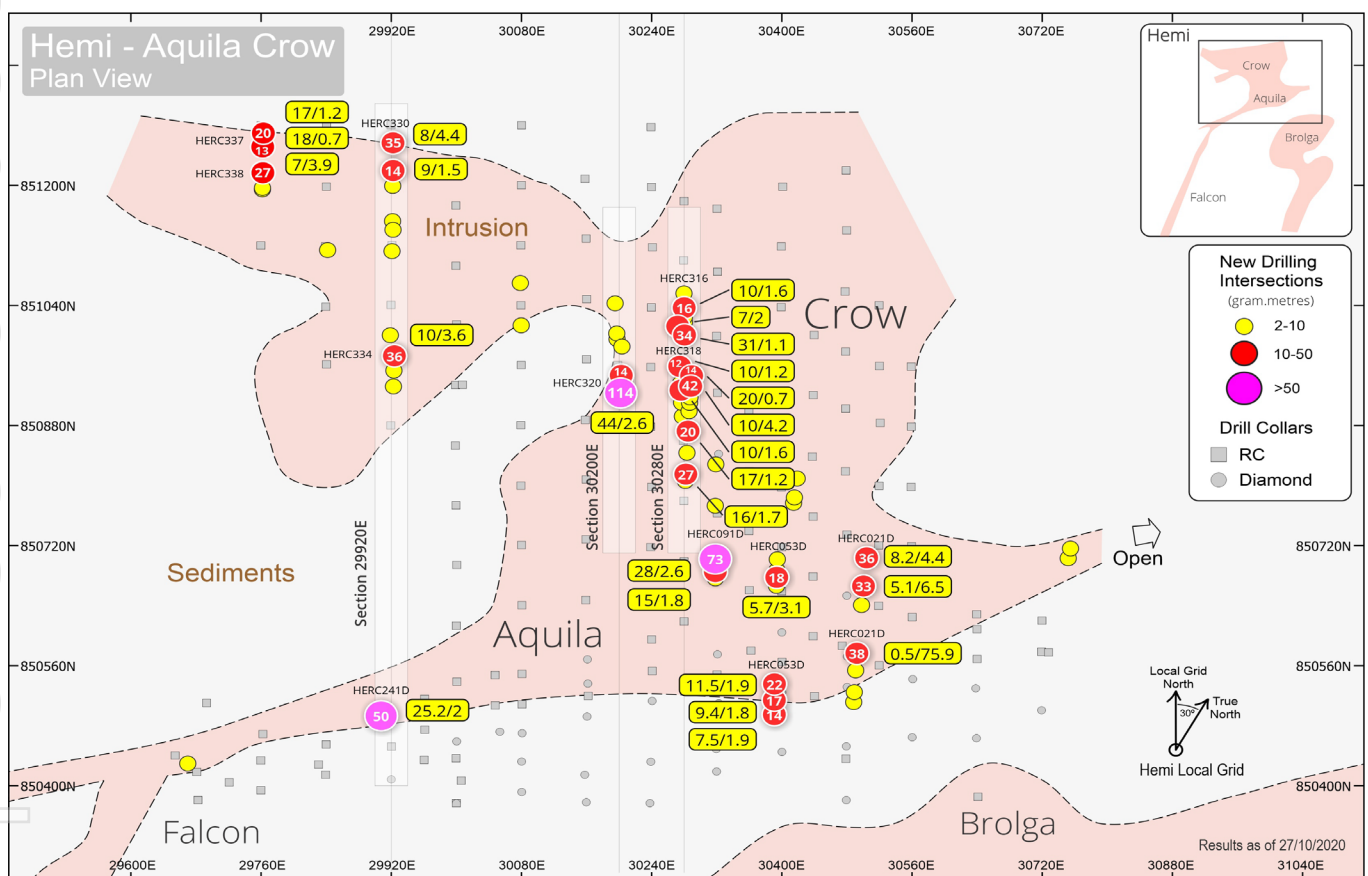 Hemi - Aquila Crow
Plan View
29920E
30080E
30240E
30400E
30560E
30720E
Hemi
Crow
Aquila
Brolga
Falcon
17/1.2
HERC330
20
HERC337
13
18/0.7
35
8/4.4
HERC338
27
7/3.9
14
9/1.5
851200N
851200N
Intrusion
New Drilling
Intersections
(gram.metres)
2-10
10-50
>50
Drill Collars
RC
Diamond
HERC316
851040N
851040N
16
10/1.6
7/2
Crow
10/3.6
34
31/1.1
HERC334
36
HERC318
12
10/1.2
HERC320
14
14
114
42
20/0.7
44/2.6
10/4.2
880880N
850880N
20
10/1.6
17/1.2
27
16/1.7
Section 29920E
Section 30200E
Section 30280E
HERC091D
HERC053D
HERC021D
850720N
850720N
73
36
8.2/4.4
Open
Sediments
28/2.6
18
33
5.1/6.5
15/1.8
5.7/3.1
Aquila
HERC021D
38
0.5/75.9
850560N
850560N
HERC053D
11.5/1.9
22
HERC241D
50
25.2/2
9.4/1.8
17
14
7.5/1.9
Local Grid
North
True
North
30º
Hemi Local Grid
850400N
850400N
Falcon
Brolga
Results as of 27/10/2020
29600E
29760E
29920E
30080E
30240E
30400E
30560E
30720E
30880E
31040E